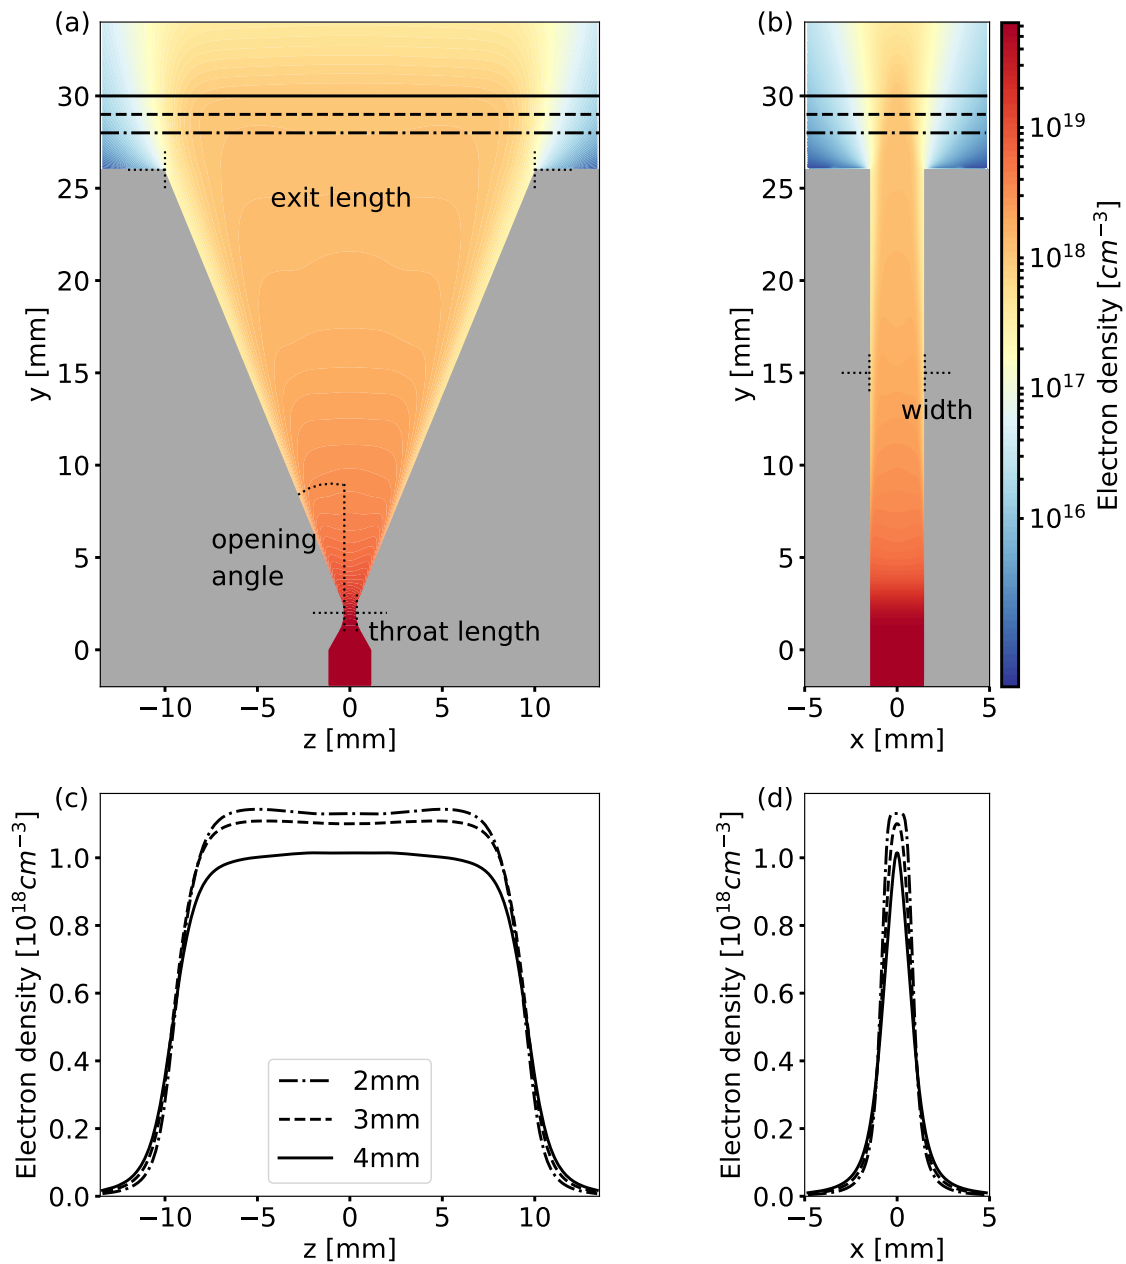 (a)
(b)
30
25
20
15
10
5
0
y [mm]
exit length
opening
angle
throat length
−10
−5
0
5
10
z [mm]
30
25
20
15
10
5
0
y [mm]
width
−5
0
5
x [mm]
10^19
10^18
10^17
10^16
Electron density [cm^−3]
(c)
1.0
0.8
0.6
0.4
0.2
0.0
Electron density [10^18 cm^−3]
2mm
3mm
4mm
−10
−5
0
5
10
z [mm]
(d)
1.0
0.8
0.6
0.4
0.2
0.0
Electron density [10^18 cm^−3]
−5
0
5
x [mm]